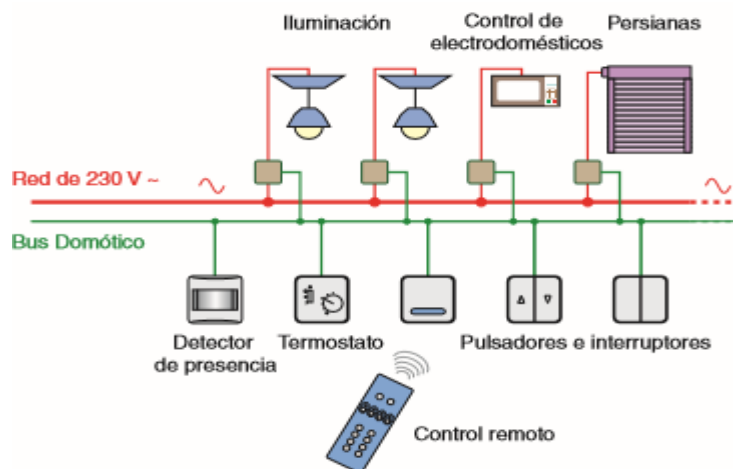 Iluminación
Control de
electrodomésticos
Persianas
Red de 230 V ~
Bus Domótico
Detector
de presencia
Termostato
Pulsadores e interruptores
Control remoto